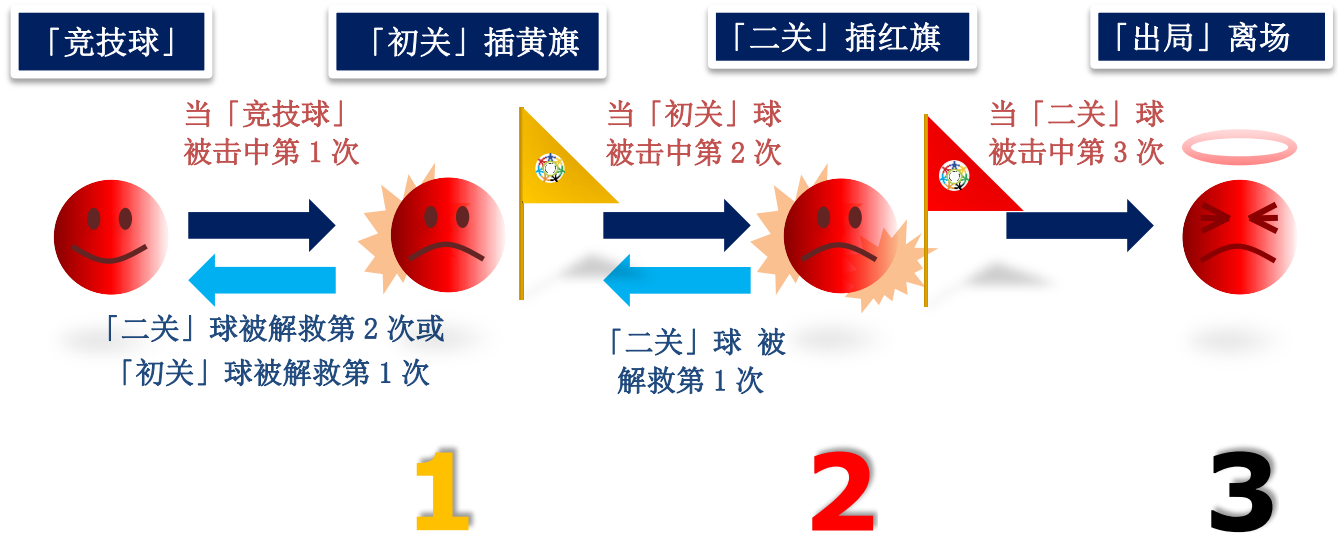 「竞技球」
「初关」插黄旗
「二关」插红旗
「出局」离场
当「竞技球」
被击中第1次
当「初关」球
被击中第2次
当「二关」球
被击中第3次
「二关」球被解救第2次或
「初关」球被解救第1次
「二关」球 被
解救第1次
1
2
3